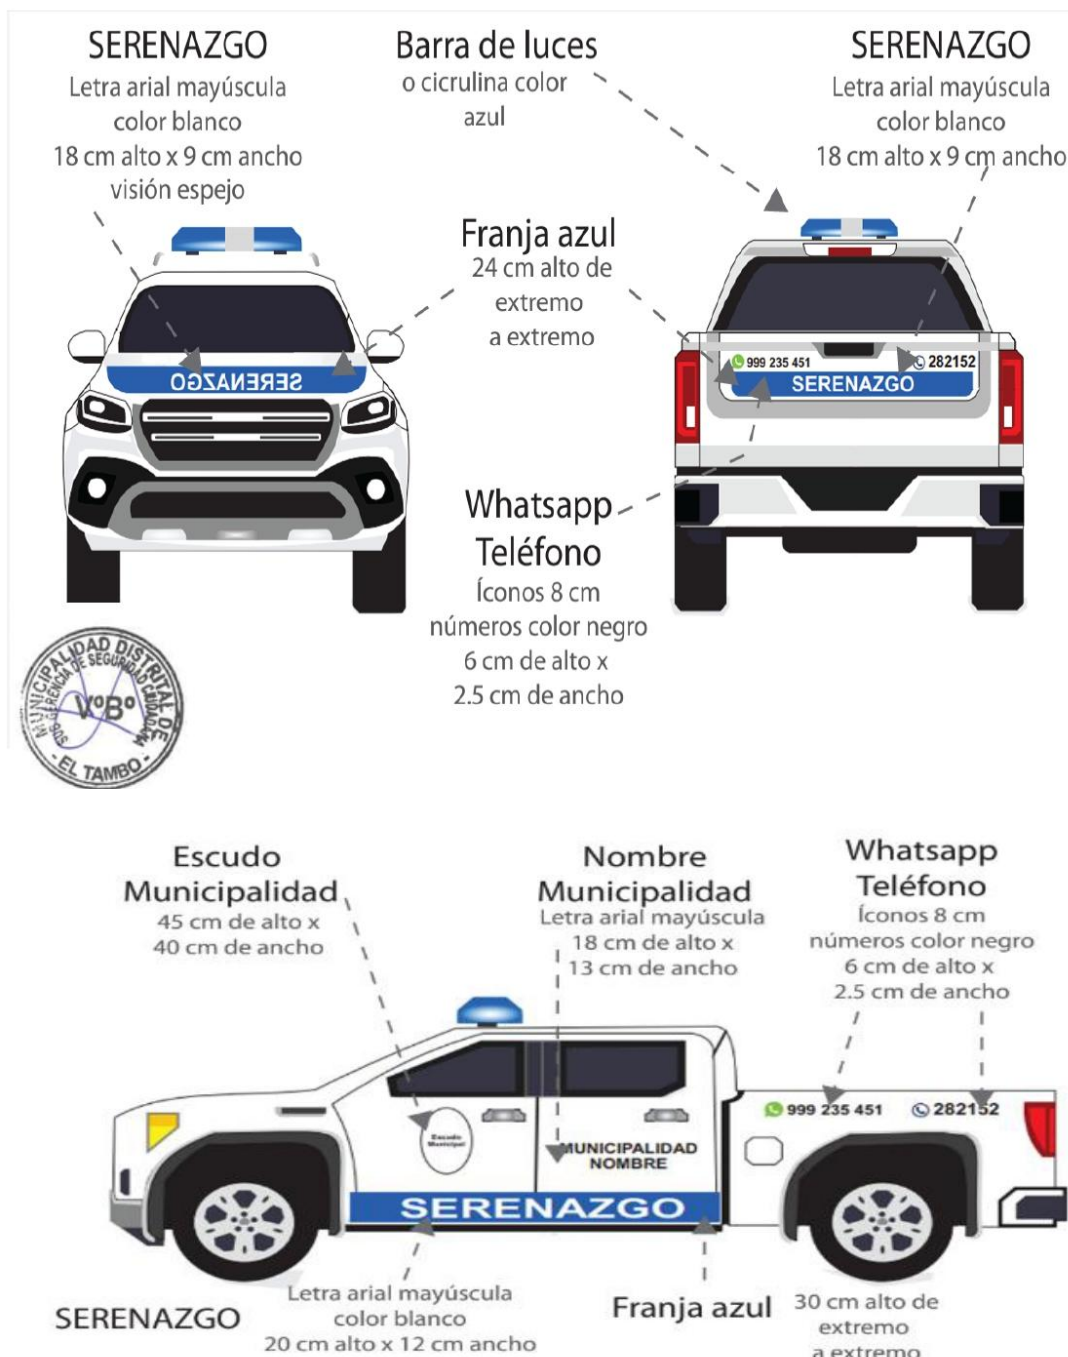 SERENAZGO
Letra arial mayúscula
color blanco
18 cm alto x 9 cm ancho
visión espejo
Barra de luces
o cicrulina color
azul
SERENAZGO
Letra arial mayúscula
color blanco
18 cm alto x 9 cm ancho
Franja azul
24 cm alto de
extremo
a extremo
SERENAZGO
999 235 451
282152
SERENAZGO
Whatsapp
Teléfono
Íconos 8 cm
números color negro
6 cm de alto x
2.5 cm de ancho
MUNICIPALIDAD DISTRITAL DE
SUB GERENCIA DE SEGURIDAD CIUDADANA
VºBº
- EL TAMBO -
Escudo
Municipalidad
45 cm de alto x
40 cm de ancho
Nombre
Municipalidad
Letra arial mayúscula
18 cm de alto x
13 cm de ancho
Whatsapp
Teléfono
Íconos 8 cm
números color negro
6 cm de alto x
2.5 cm de ancho
999 235 451
282152
Escudo
Municipal
MUNICIPALIDAD
NOMBRE
SERENAZGO
SERENAZGO
Letra arial mayúscula
color blanco
20 cm alto x 12 cm ancho
Franja azul
30 cm alto de
extremo
a extremo